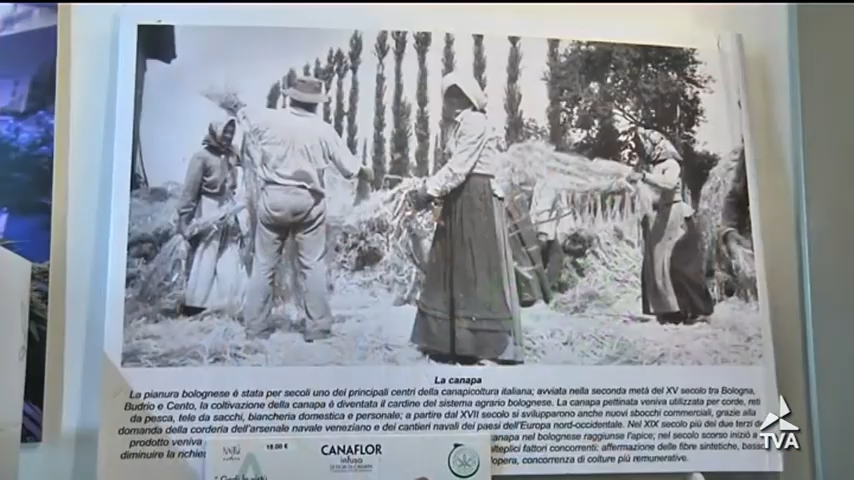 La canapa
La pianura bolognese è stata per secoli uno dei principali centri della canapicoltura italiana; avviata nella seconda metà del XV secolo tra Bologna,
Budrio e Cento, la coltivazione della canapa è diventata il cardine del sistema agrario bolognese. La canapa pettinata veniva utilizzata per corde, reti
da pesca, tele da sacchi, biancheria domestica e personale; a partire dal XVII secolo si svilupparono anche nuovi sbocchi commerciali, grazie alla
domanda della corderia dell'arsenale navale veneziano e dei cantieri navali dei paesi dell'Europa nord-occidentale. Nel XIX secolo più dei due terzi
prodotto veniva canapa nel bolognese raggiunse l'apice; nel secolo scorso iniziò
diminuire la fattori concorrenti: affermazione delle fibre sintetiche,
concorrenza di colture più remunerative.
18.00 €
CANAFLOR
infuso
TVA